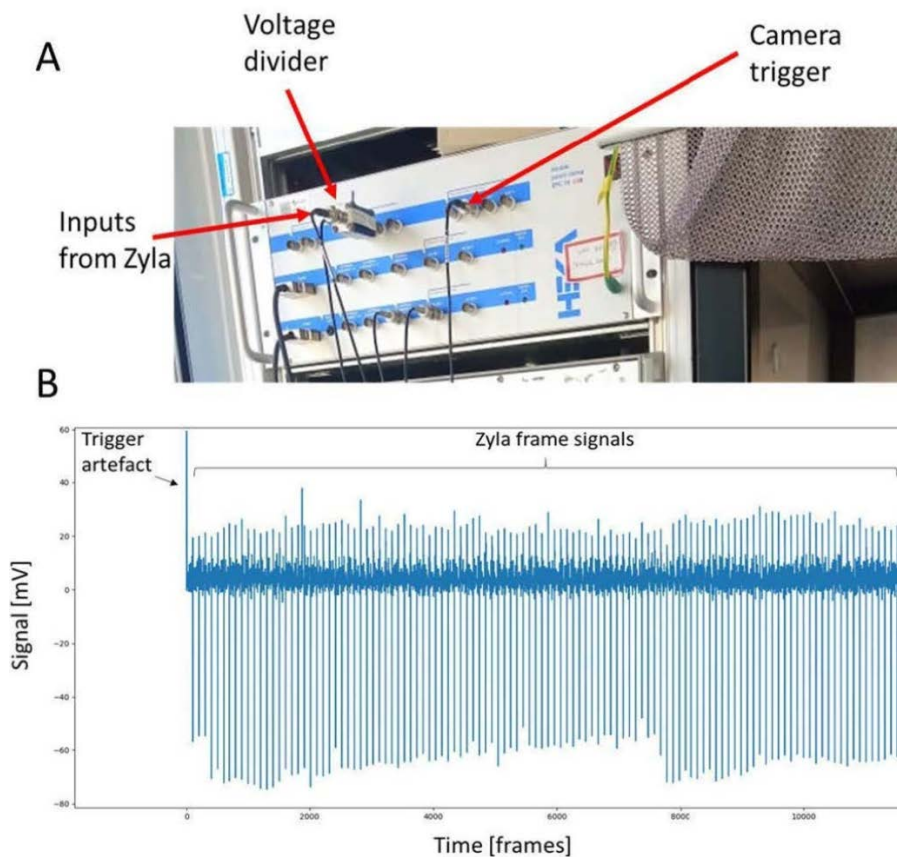 A
Voltage
divider
Camera
trigger
Inputs
from Zyla
HEKA
B
Trigger
artefact
Zyla frame signals
Signal [mV]
60
40
20
0
−20
−40
−60
−80
0
2000
4000
6000
8000
10000
Time [frames]